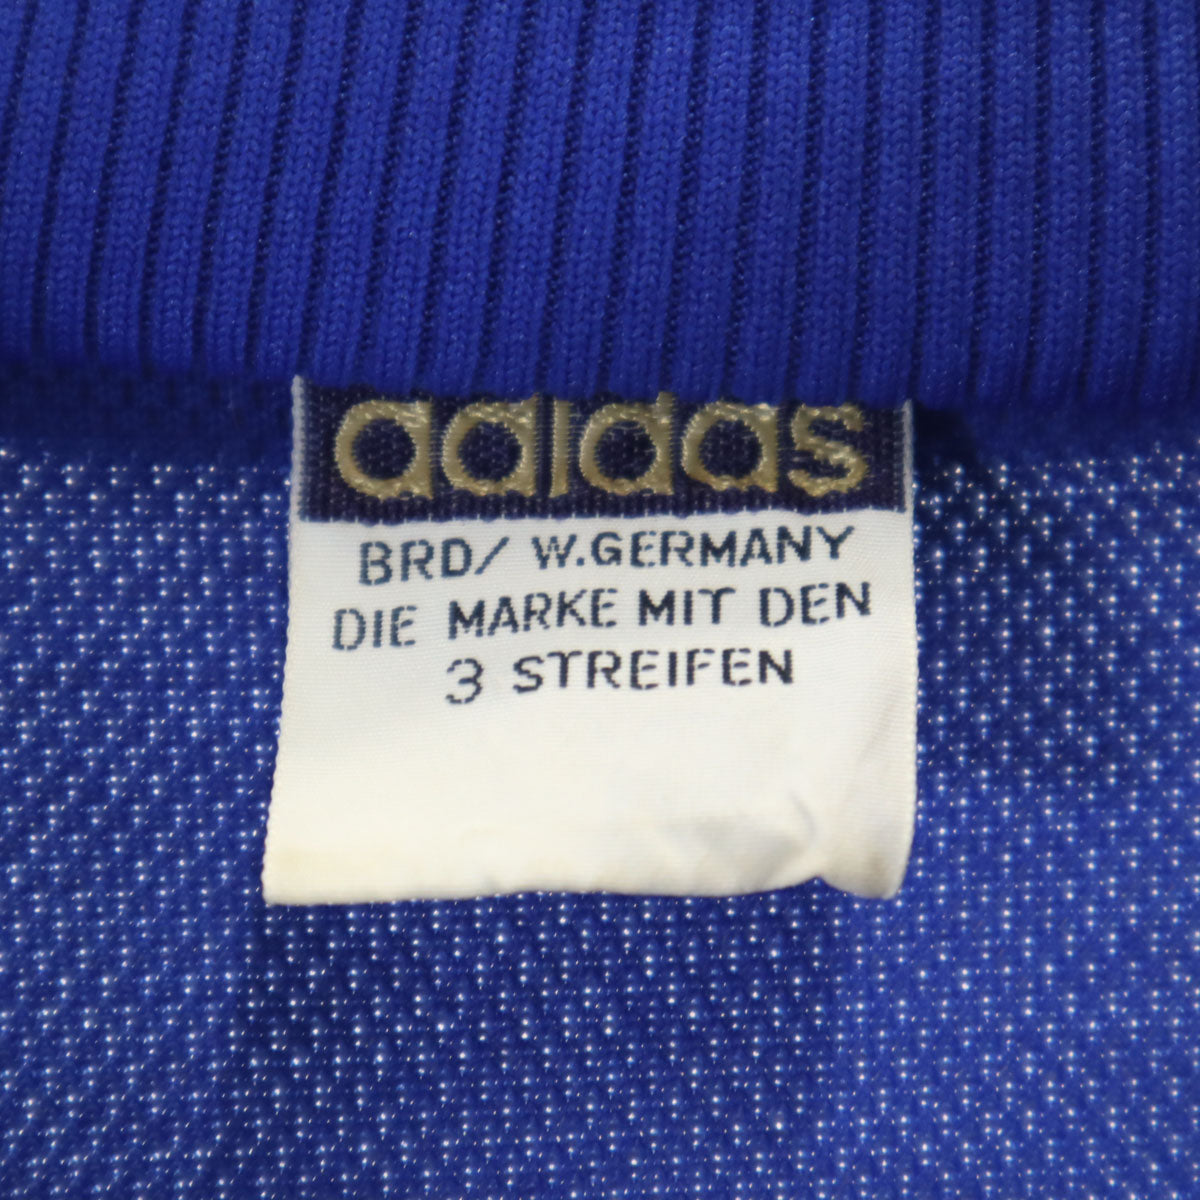 adidas
BRD/ W.GERMANY
DIE MARKE MIT DEN
3 STREIFEN